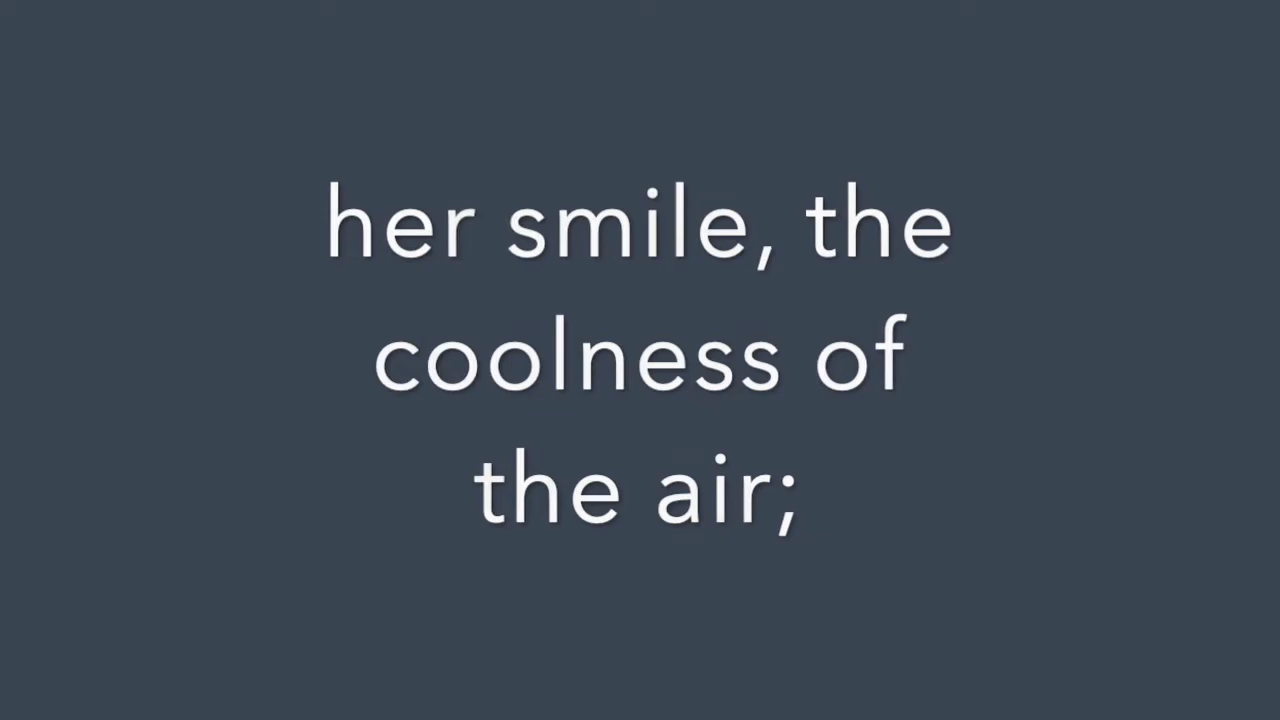 her smile, the
coolness of
the air;